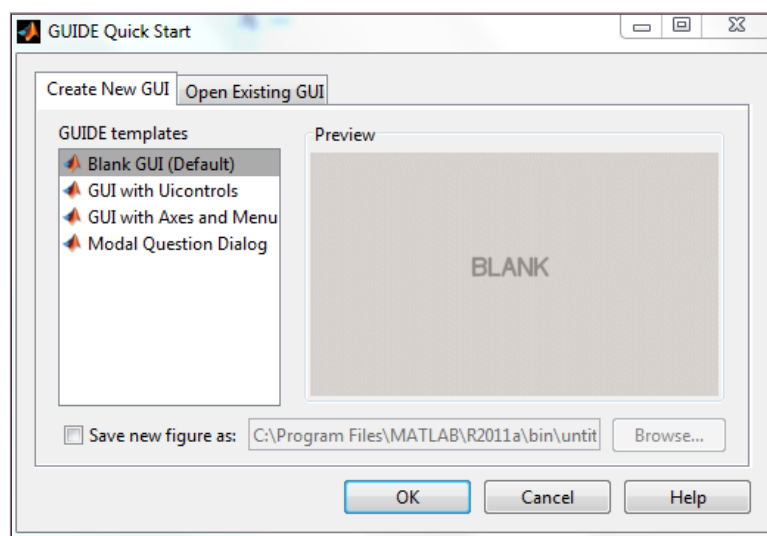 GUIDE Quick Start
Create New GUI
Open Existing GUI
GUIDE templates
Blank GUI (Default)
GUI with Uicontrols
GUI with Axes and Menu
Modal Question Dialog
Preview
BLANK
Save new figure as:
C:\Program Files\MATLAB\R2011a\bin\untit
Browse...
OK
Cancel
Help